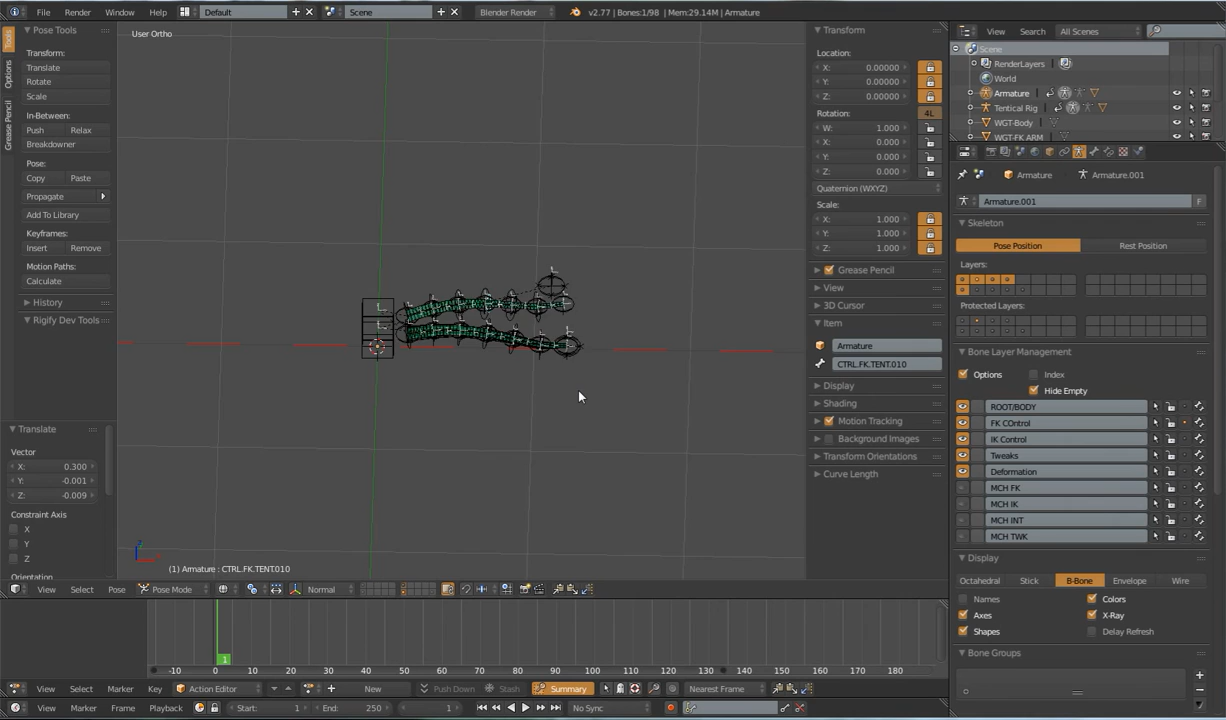 File Render Window Help Default Scene Blender Render v2.77 | Bones:1/98 | Mem:29.14M | Armature
Tools
Options
Grease Pencil
Pose Tools
Transform:
Translate
Rotate
Scale
In-Between:
Push Relax
Breakdowner
Pose:
Copy Paste
Propagate
Add To Library
Keyframes:
Insert Remove
Motion Paths:
Calculate
History
Rigify Dev Tools
Translate
Vector
X: 0.300
Y: -0.001
Z: -0.009
Constraint Axis
X
Y
Z
Orientation
User Ortho
(1) Armature : CTRL.FK.TENT.010
View Select Pose Pose Mode Normal
Transform
Location:
X: 0.00000
Y: 0.00000
Z: 0.00000
Rotation:
4L
W: 1.000
X: 0.000
Y: 0.000
Z: 0.000
Quaternion (WXYZ)
Scale:
X: 1.000
Y: 1.000
Z: 1.000
Grease Pencil
View
3D Cursor
Item
Armature
CTRL.FK.TENT.010
Display
Shading
Motion Tracking
Background Images
Transform Orientations
Curve Length
View Search All Scenes
Scene
RenderLayers
World
Armature
Tentical Rig
WGT-Body
WGT-FK ARM
Armature Armature.001
Armature.001 F
Skeleton
Pose Position Rest Position
Layers:
Protected Layers:
Bone Layer Management
Options Index
Hide Empty
ROOT/BODY
FK COntrol
IK Control
Tweaks
Deformation
MCH FK
MCH IK
MCH INT
MCH TWK
Display
Octahedral Stick B-Bone Envelope Wire
Names Colors
Axes X-Ray
Shapes Delay Refresh
Bone Groups
1
-10 0 10 20 30 40 50 60 70 80 90 100 110 120 130 140 150 160 170 180
View Select Marker Key Action Editor New Push Down Stash Summary Nearest Frame
View Marker Frame Playback Start: 1 End: 250 1 No Sync